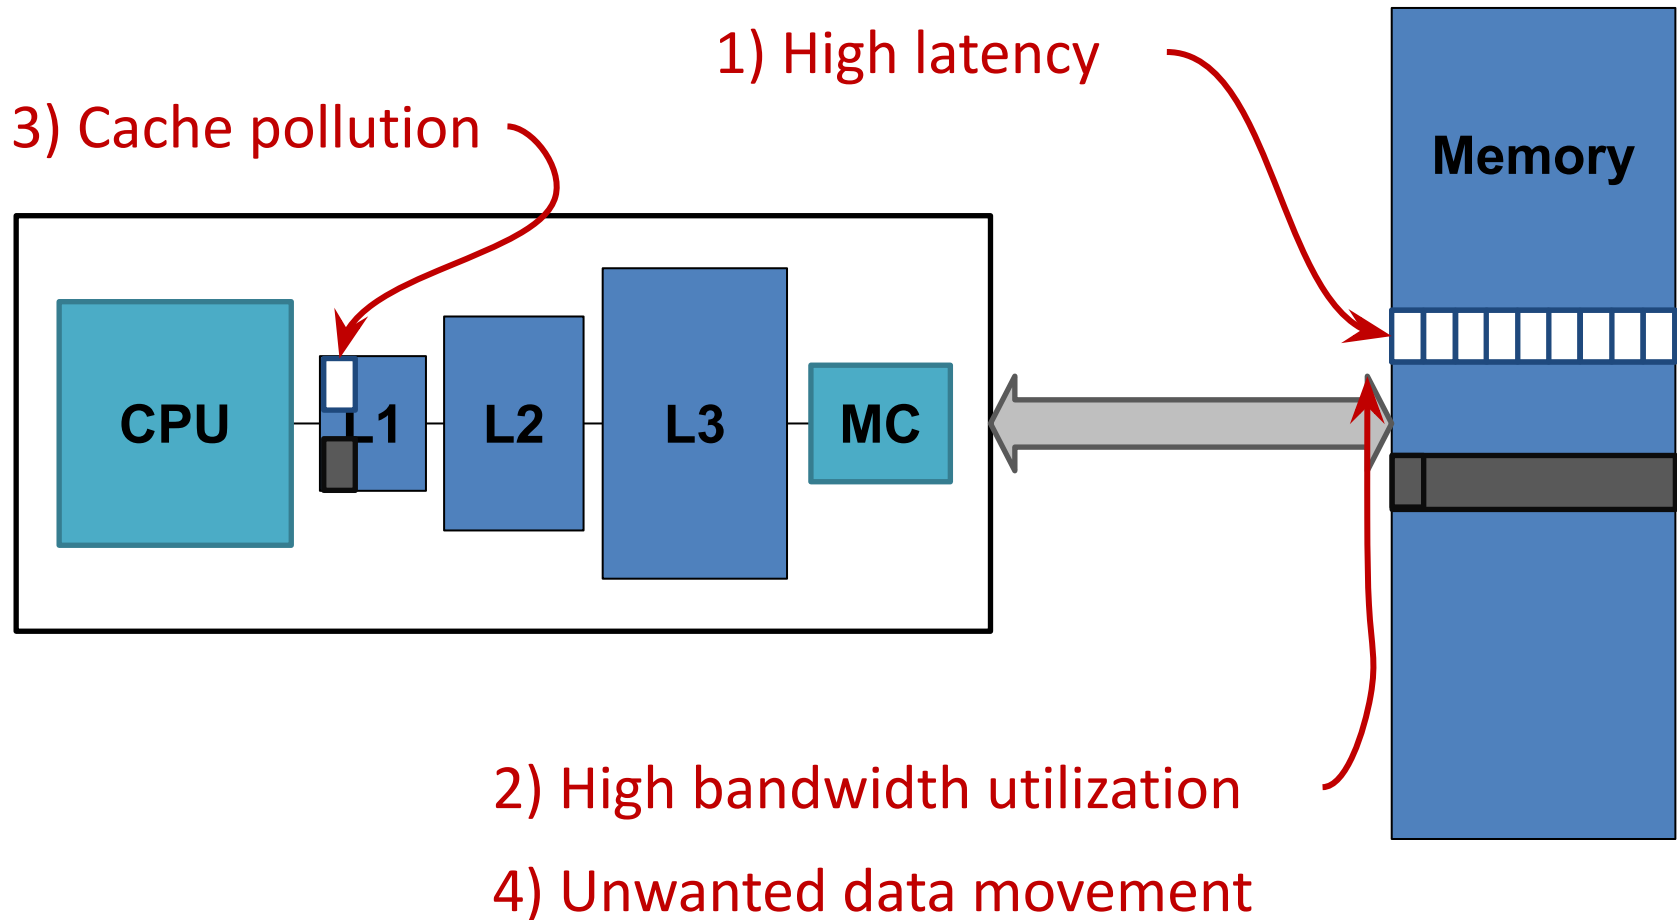 1) High latency
3) Cache pollution
Memory
CPU
L1
L2
L3
MC
2) High bandwidth utilization
4) Unwanted data movement